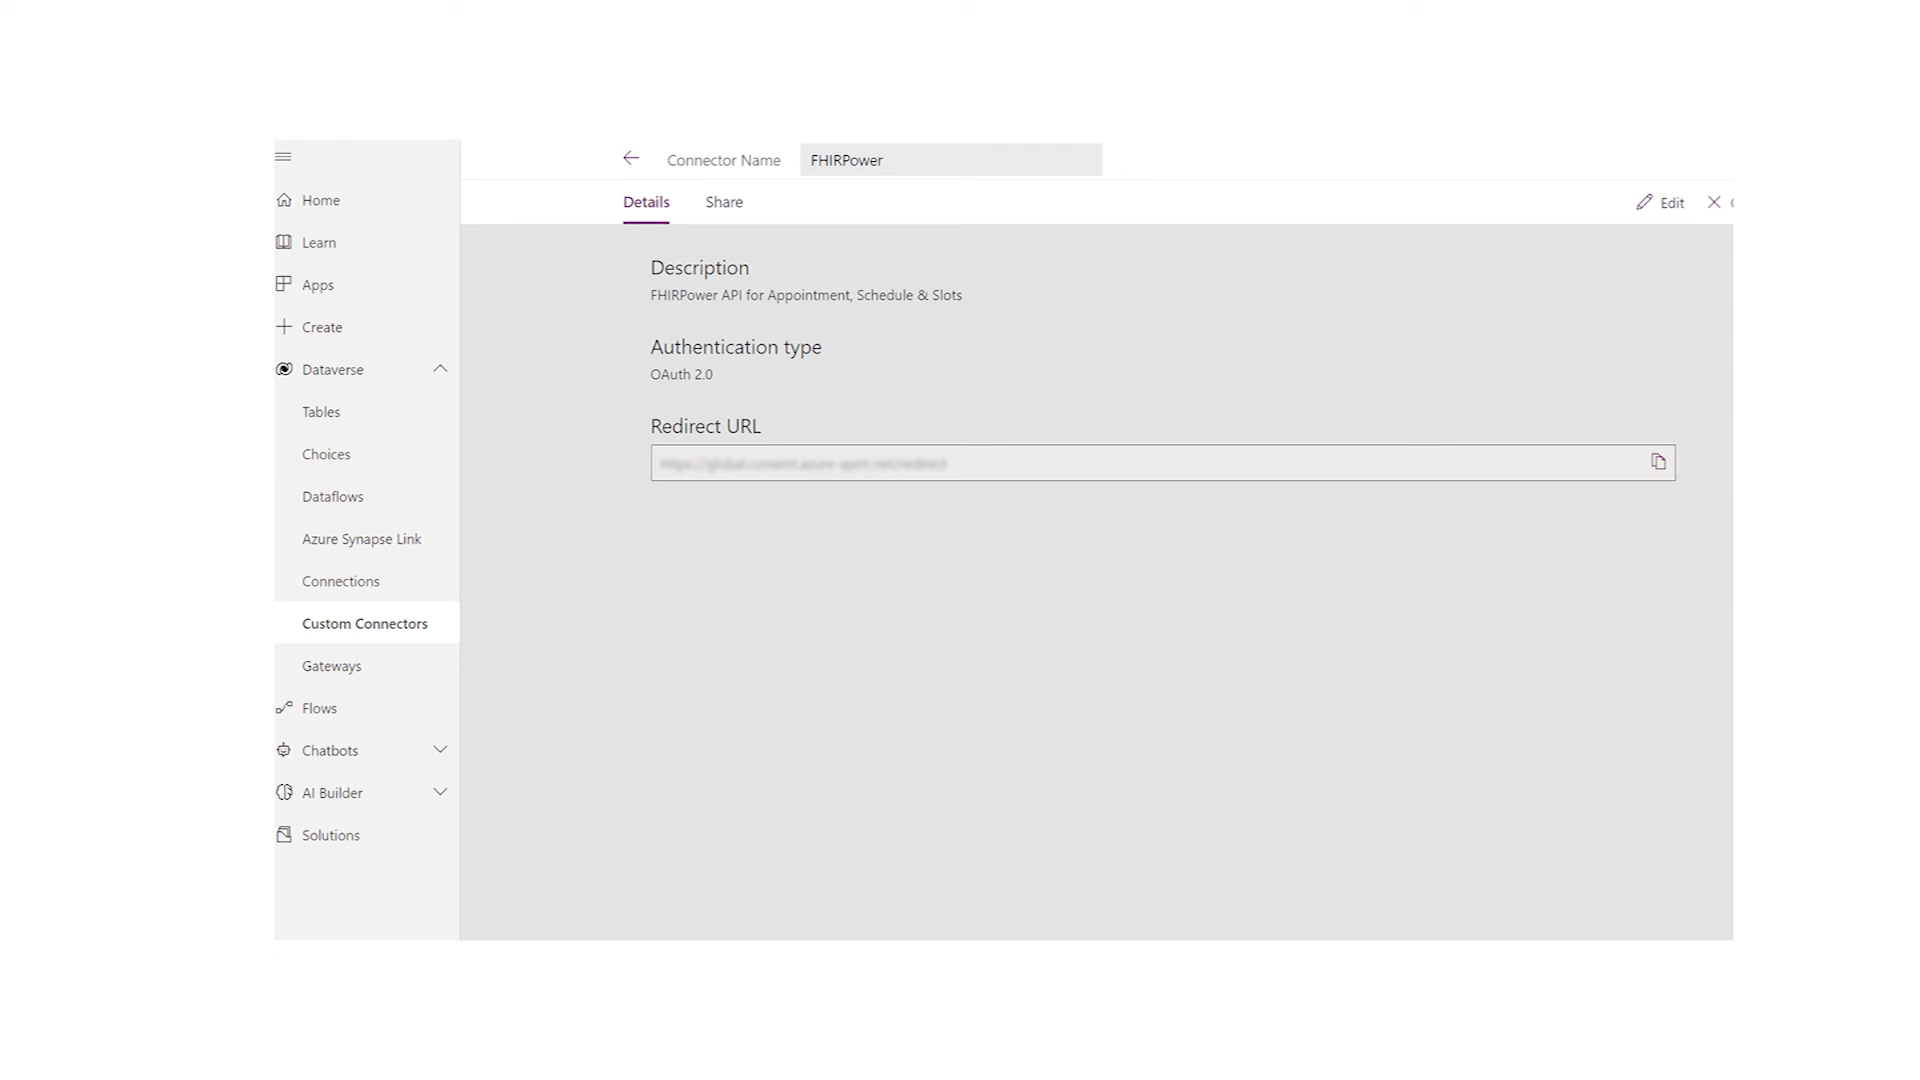 Connector Name
FHIRPower
Home
Learn
Apps
Create
Dataverse
Tables
Choices
Dataflows
Azure Synapse Link
Connections
Custom Connectors
Gateways
Flows
Chatbots
AI Builder
Solutions
Details
Share
Edit
Description
FHIRPower API for Appointment, Schedule & Slots
Authentication type
OAuth 2.0
Redirect URL